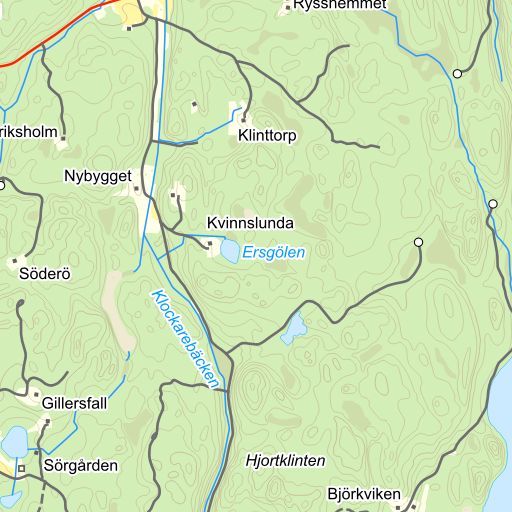 Ryssnemmet
riksholm
Klinttorp
Nybygget
Kvinnslunda
Ersgölen
Söderö
Klockarebäcken
Gillersfall
Sörgården
Hjortklinten
Björkviken